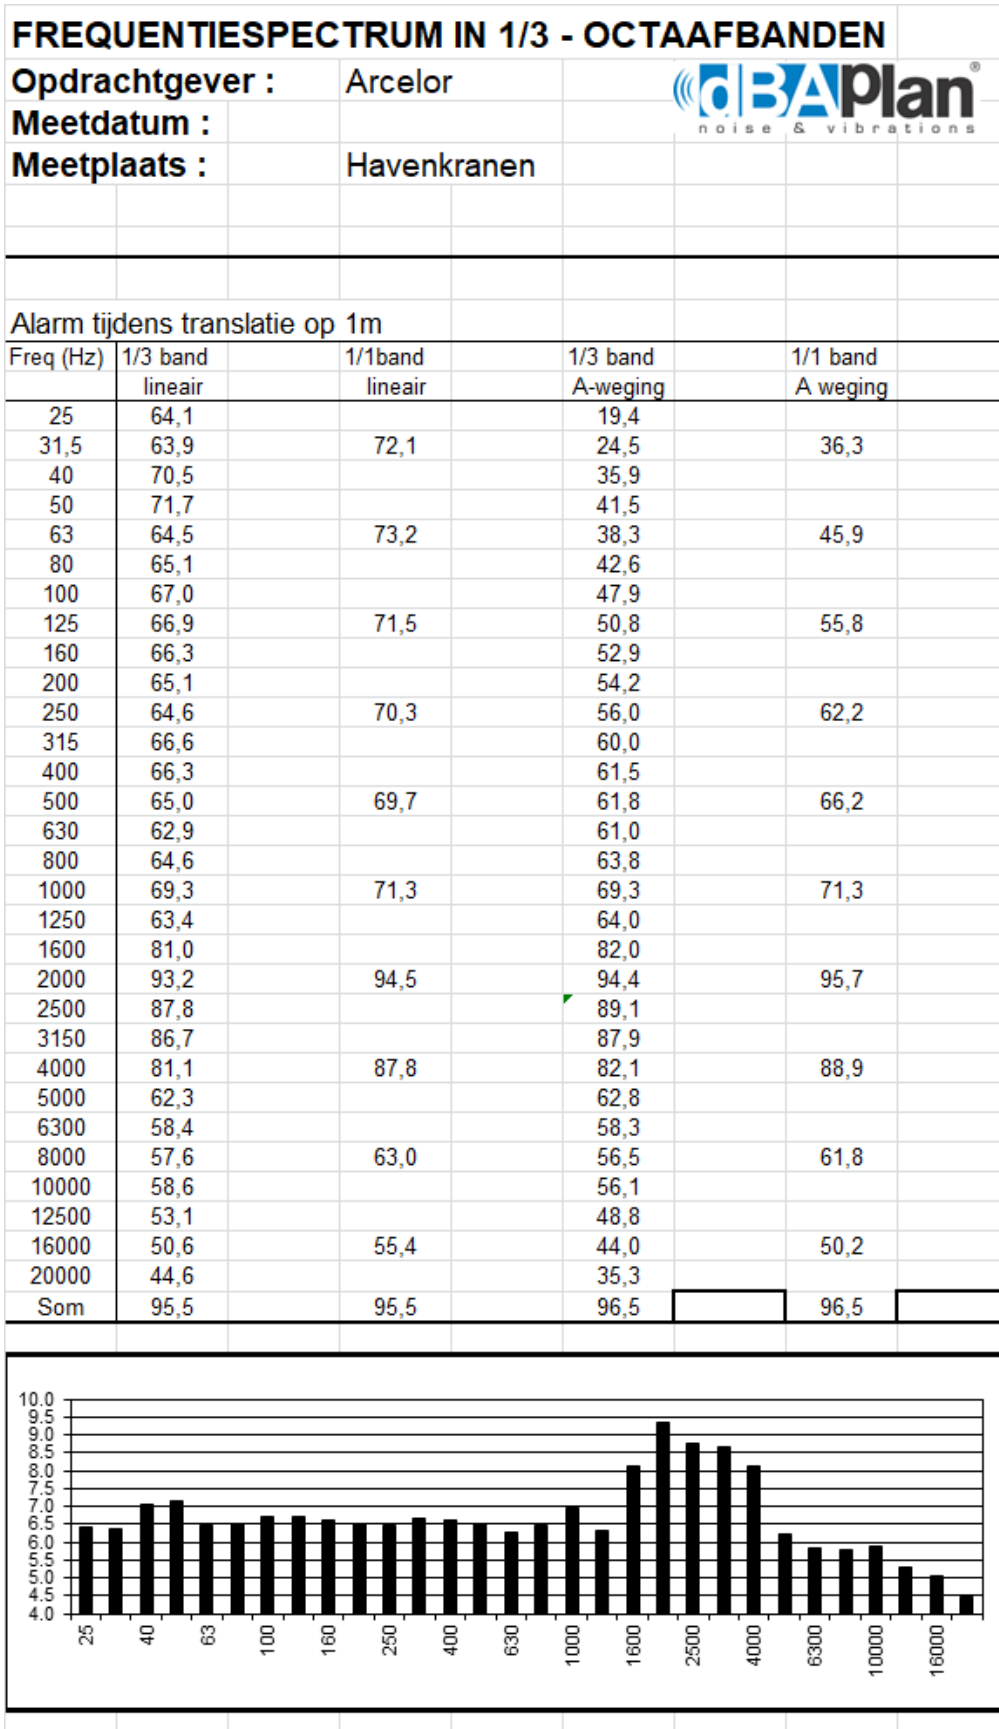 FREQUENTIESPECTRUM IN 1/3 - OCTAAFBANDEN
Opdrachtgever : Arcelor
dBAPlan®
noise & vibrations
Meetdatum :
Meetplaats : Havenkranen
Alarm tijdens translatie op 1m
Freq (Hz) 1/3 band 1/1band 1/3 band 1/1 band
lineair lineair A-weging A weging
25 64,1 19,4
31,5 63,9 72,1 24,5 36,3
40 70,5 35,9
50 71,7 41,5
63 64,5 73,2 38,3 45,9
80 65,1 42,6
100 67,0 47,9
125 66,9 71,5 50,8 55,8
160 66,3 52,9
200 65,1 54,2
250 64,6 70,3 56,0 62,2
315 66,6 60,0
400 66,3 61,5
500 65,0 69,7 61,8 66,2
630 62,9 61,0
800 64,6 63,8
1000 69,3 71,3 69,3 71,3
1250 63,4 64,0
1600 81,0 82,0
2000 93,2 94,5 94,4 95,7
2500 87,8 89,1
3150 86,7 87,9
4000 81,1 87,8 82,1 88,9
5000 62,3 62,8
6300 58,4 58,3
8000 57,6 63,0 56,5 61,8
10000 58,6 56,1
12500 53,1 48,8
16000 50,6 55,4 44,0 50,2
20000 44,6 35,3
Som 95,5 95,5 96,5 96,5
10.0
9.5
9.0
8.5
8.0
7.5
7.0
6.5
6.0
5.5
5.0
4.5
4.0
25 40 63 100 160 250 400 630 1000 1600 2500 4000 6300 10000 16000